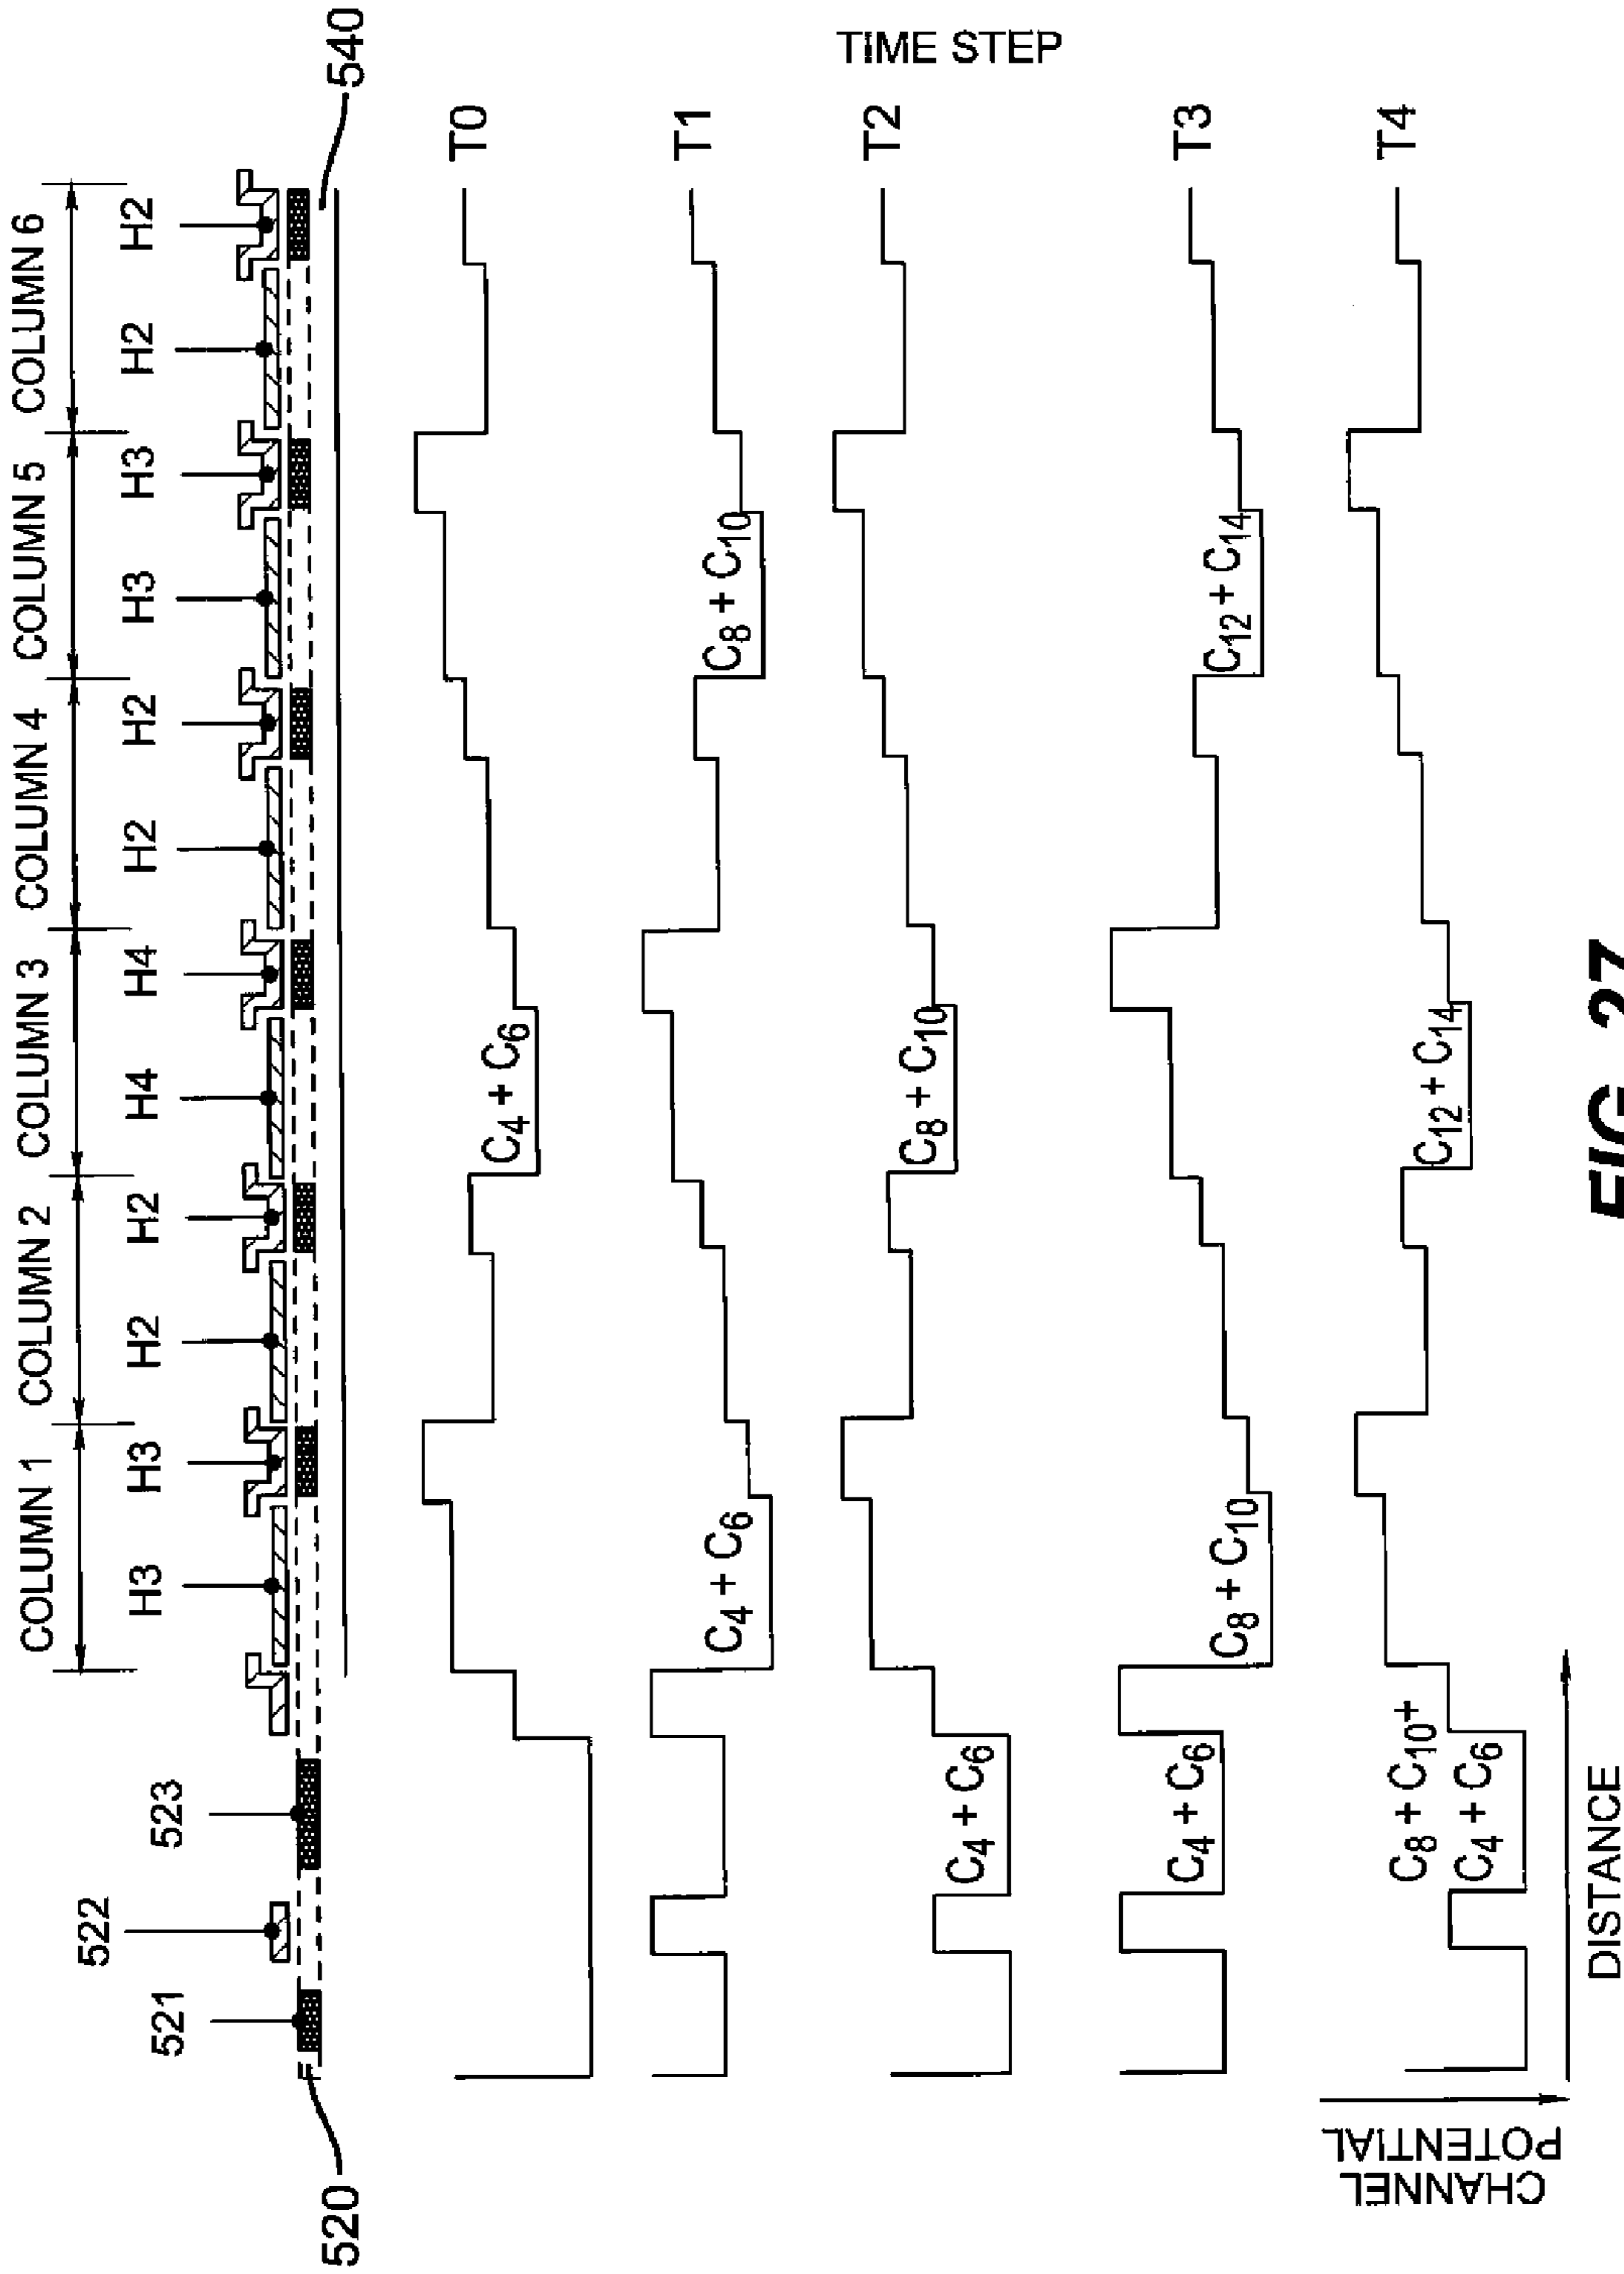 COLUMN 1 COLUMN 2 COLUMN 3 COLUMN 4 COLUMN 5 COLUMN 6
521 522 523 H3 H3 H2 H2 H4 H4 H2 H2 H3 H3 H2 H2
520 540
C4 + C6 T0
C4 + C6 C8 + C10 T1
C4 + C6 C8 + C10 T2
C4 + C6 C8 + C10 C12 + C14 T3
C8 + C10 +
C4 + C6 C12 + C14 T4
TIME STEP
CHANNEL
POTENTIAL
DISTANCE
FIG. 27